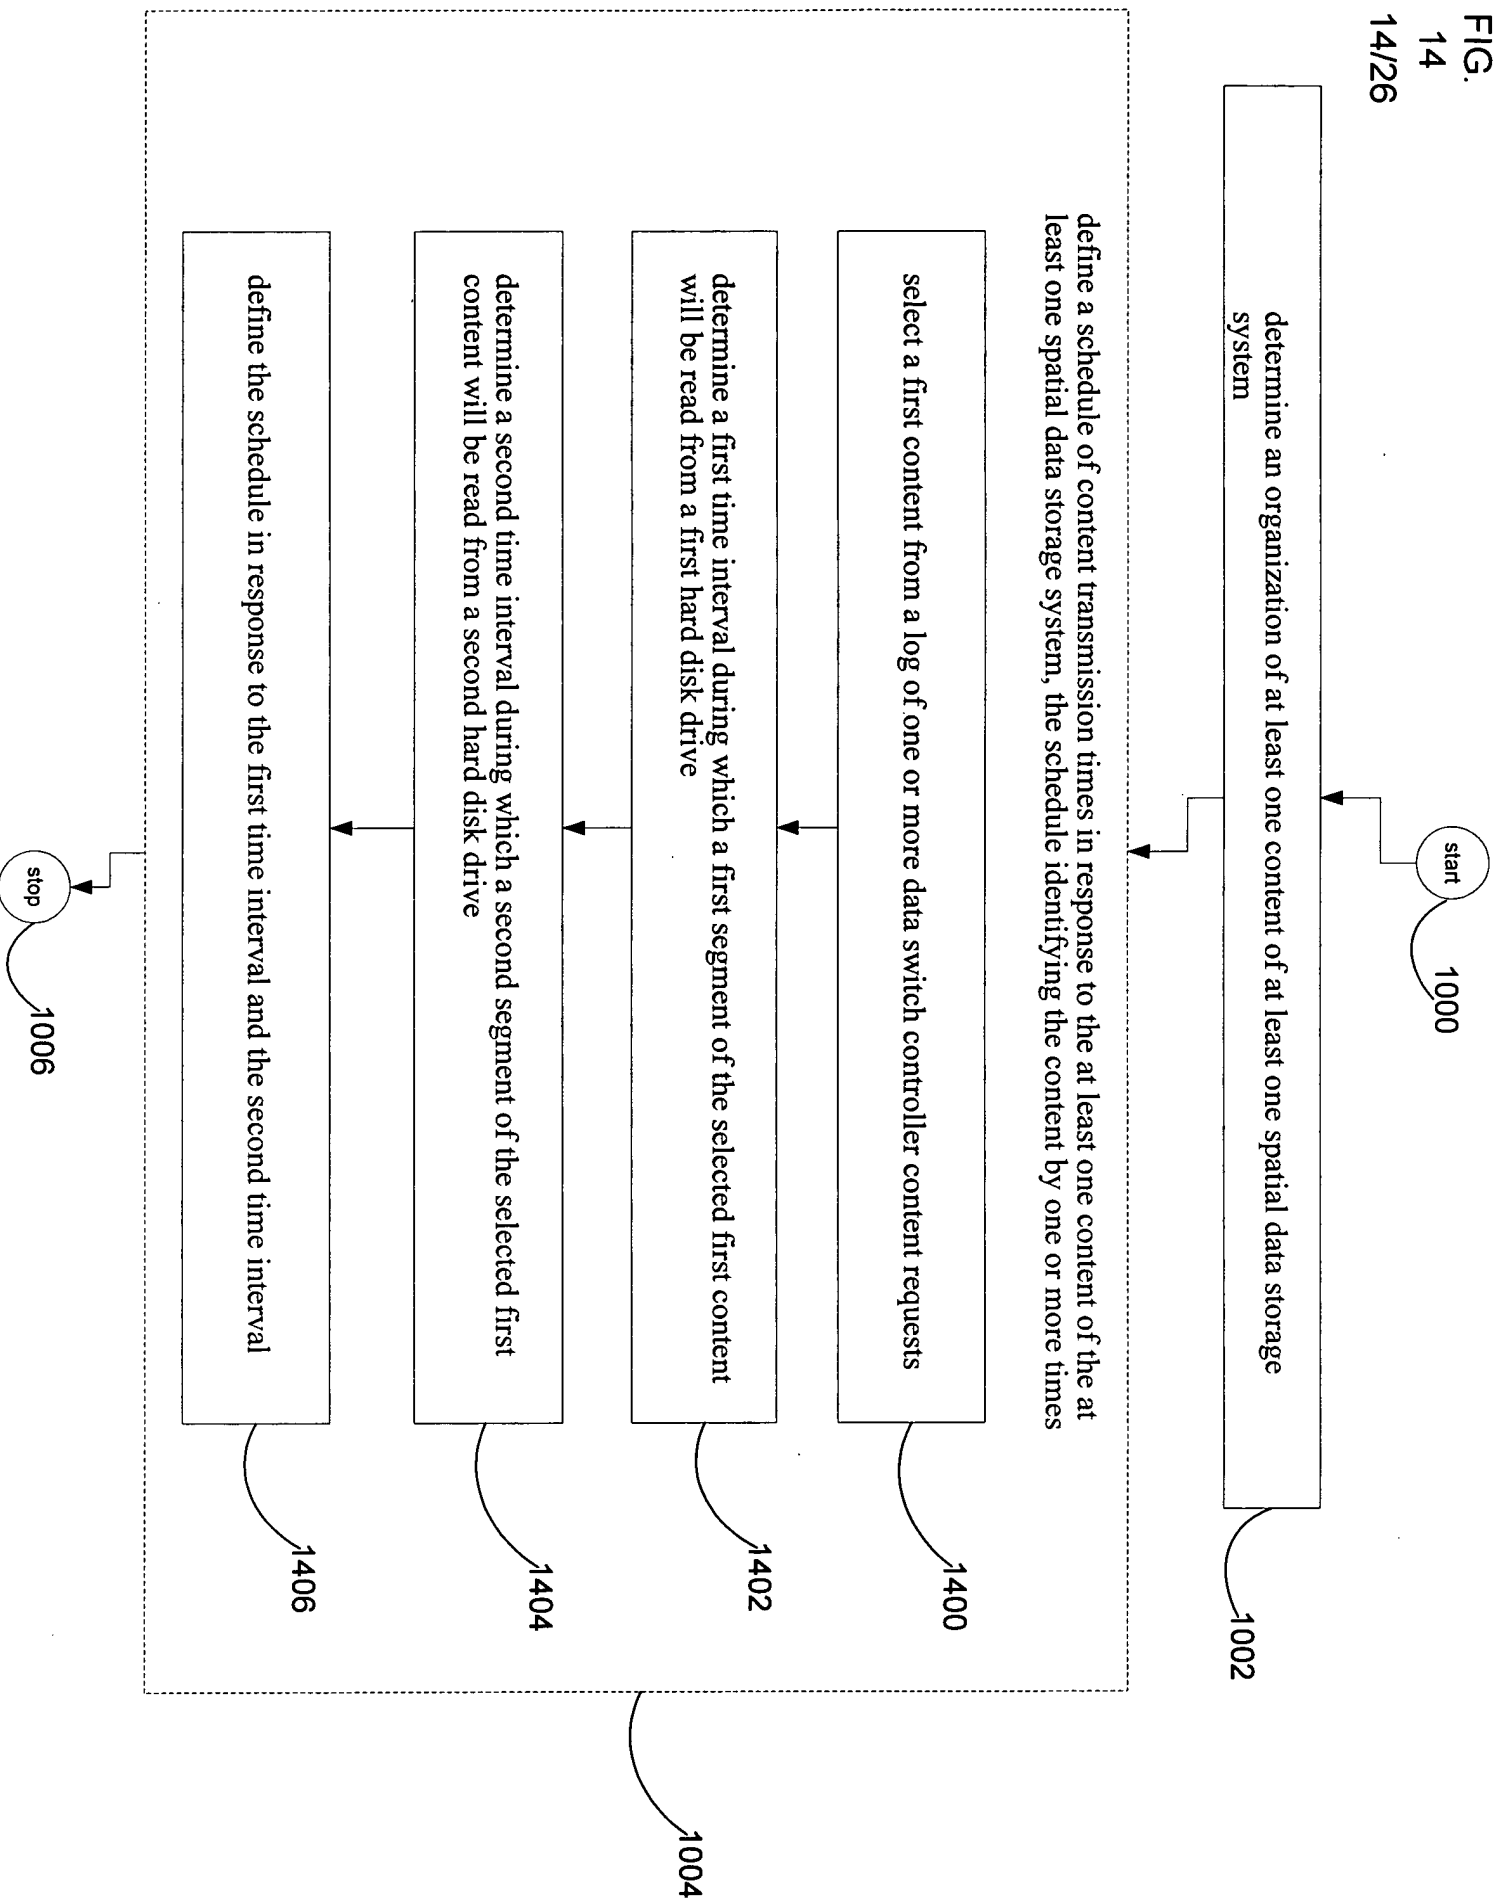 FIG.
14
14/26
start
1000
determine an organization of at least one content of at least one spatial data storage
system
1002
define a schedule of content transmission times in response to the at least one content of the at
least one spatial data storage system, the schedule identifying the content by one or more times
select a first content from a log of one or more data switch controller content requests
1400
determine a first time interval during which a first segment of the selected first content
will be read from a first hard disk drive
1402
determine a second time interval during which a second segment of the selected first
content will be read from a second hard disk drive
1404
define the schedule in response to the first time interval and the second time interval
1406
1004
stop
1006